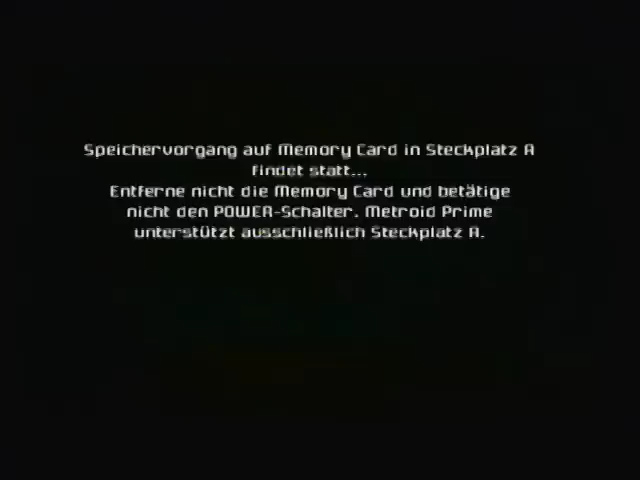 Speichervorgang auf Memory Card in Steckplatz A
findet statt...
Entferne nicht die Memory Card und betätige
nicht den POWER-Schalter. Metroid Prime
unterstützt ausschließlich Steckplatz A.